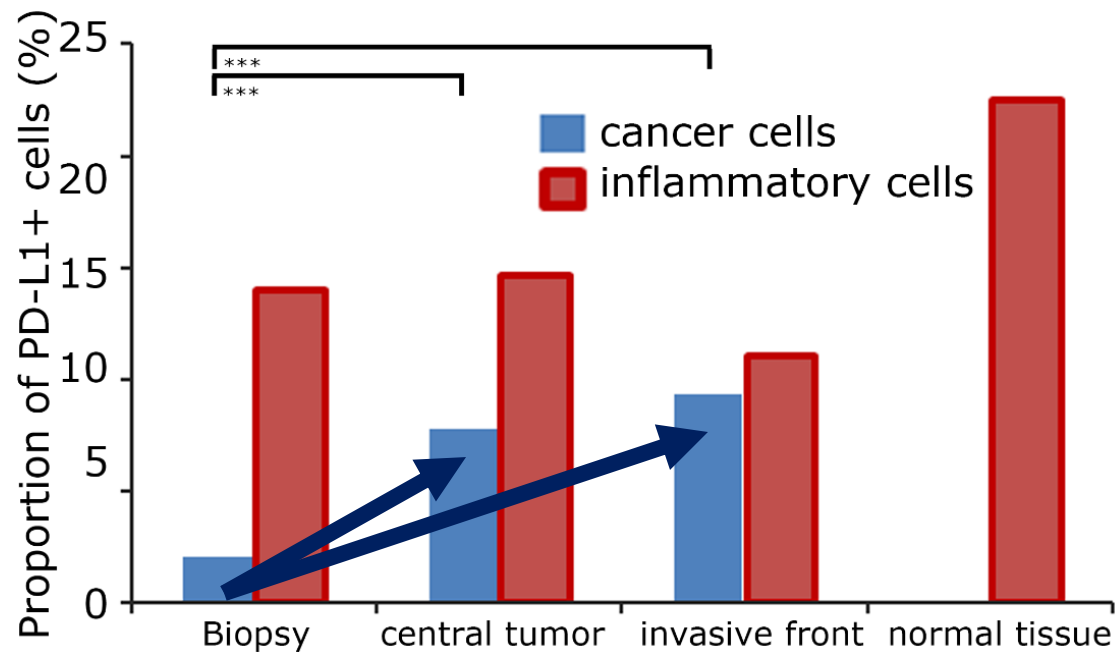 Proportion of PD-L1+ cells (%)
25
20
15
10
5
0
***
***
cancer cells
inflammatory cells
Biopsy
central tumor
invasive front
normal tissue